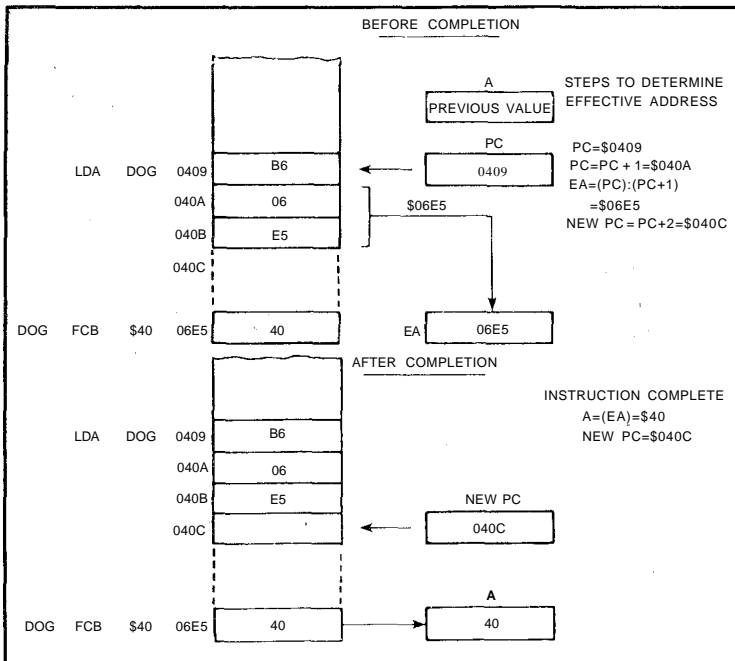 BEFORE COMPLETION
A
STEPS TO DETERMINE
EFFECTIVE ADDRESS
PREVIOUS VALUE
PC
PC=$0409
LDA DOG 0409 B6 0409
PC=PC + 1=$040A
EA=(PC):(PC+1)
040A 06
$06E5
=$06E5
040B E5
NEW PC=PC+2=$040C
040C
DOG FCB $40 06E5 40 EA 06E5
AFTER COMPLETION
INSTRUCTION COMPLETE
A=(EA)=$40
LDA DOG 0409 B6
NEW PC=$040C
040A 06
040B E5
NEW PC
040C 040C
A
DOG FCB $40 06E5 40 40